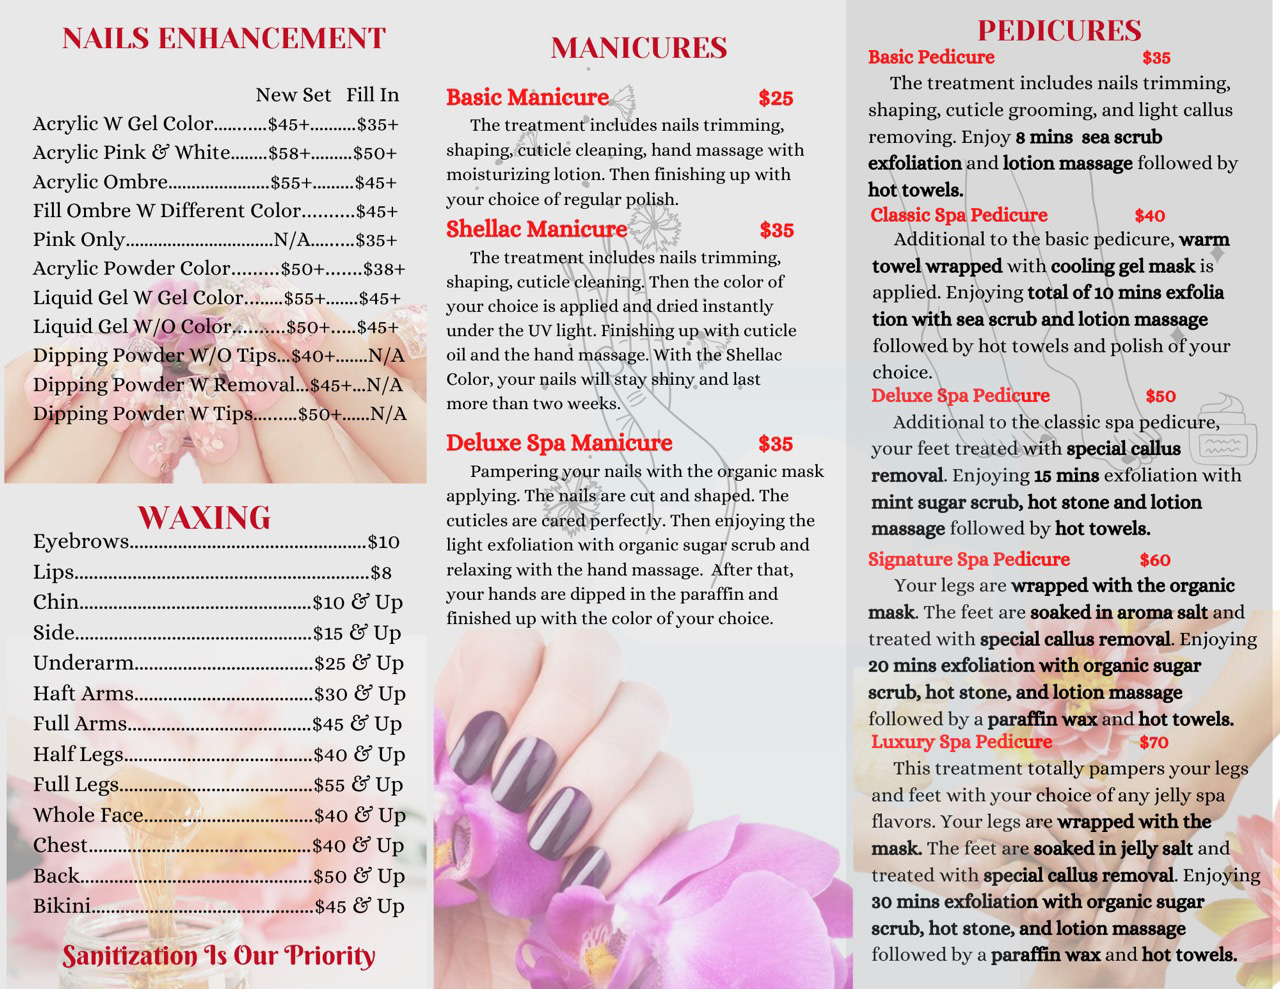 NAILS ENHANCEMENT
New Set Fill In
Acrylic W Gel Color..........$45+.........$35+
Acrylic Pink & White.......$58+........$50+
Acrylic Ombre...................$55+........$45+
Fill Ombre W Different Color..........$45+
Pink Only...........................N/A........$35+
Acrylic Powder Color.........$50+.......$38+
Liquid Gel W Gel Color.......$55+......$45+
Liquid Gel W/O Color..........$50+.....$45+
Dipping Powder W/O Tips...$40+.......N/A
Dipping Powder W Removal...$45+...N/A
Dipping Powder W Tips.........$50+......N/A
WAXING
Eyebrows...........................................$10
Lips......................................................$8
Chin..........................................$10 & Up
Side...........................................$15 & Up
Underarm.................................$25 & Up
Haft Arms.................................$30 & Up
Full Arms..................................$45 & Up
Half Legs...................................$40 & Up
Full Legs....................................$55 & Up
Whole Face...............................$40 & Up
Chest.........................................$40 & Up
Back...........................................$50 & Up
Bikini.........................................$45 & Up
Sanitization Is Our Priority
MANICURES
Basic Manicure $25
The treatment includes nails trimming,
shaping, cuticle cleaning, hand massage with
moisturizing lotion. Then finishing up with
your choice of regular polish.
Shellac Manicure $35
The treatment includes nails trimming,
shaping, cuticle cleaning. Then the color of
your choice is applied and dried instantly
under the UV light. Finishing up with cuticle
oil and the hand massage. With the Shellac
Color, your nails will stay shiny and last
more than two weeks.
Deluxe Spa Manicure $35
Pampering your nails with the organic mask
applying. The nails are cut and shaped. The
cuticles are cared perfectly. Then enjoying the
light exfoliation with organic sugar scrub and
relaxing with the hand massage. After that,
your hands are dipped in the paraffin and
finished up with the color of your choice.
PEDICURES
Basic Pedicure $35
The treatment includes nails trimming,
shaping, cuticle grooming, and light callus
removing. Enjoy 8 mins sea scrub
exfoliation and lotion massage followed by
hot towels.
Classic Spa Pedicure $40
Additional to the basic pedicure, warm
towel wrapped with cooling gel mask is
applied. Enjoying total of 10 mins exfolia
tion with sea scrub and lotion massage
followed by hot towels and polish of your
choice.
Deluxe Spa Pedicure $50
Additional to the classic spa pedicure,
your feet treated with special callus
removal. Enjoying 15 mins exfoliation with
mint sugar scrub, hot stone and lotion
massage followed by hot towels.
Signature Spa Pedicure $60
Your legs are wrapped with the organic
mask. The feet are soaked in aroma salt and
treated with special callus removal. Enjoying
20 mins exfoliation with organic sugar
scrub, hot stone, and lotion massage
followed by a paraffin wax and hot towels.
Luxury Spa Pedicure $70
This treatment totally pampers your legs
and feet with your choice of any jelly spa
flavors. Your legs are wrapped with the
mask. The feet are soaked in jelly salt and
treated with special callus removal. Enjoying
30 mins exfoliation with organic sugar
scrub, hot stone, and lotion massage
followed by a paraffin wax and hot towels.